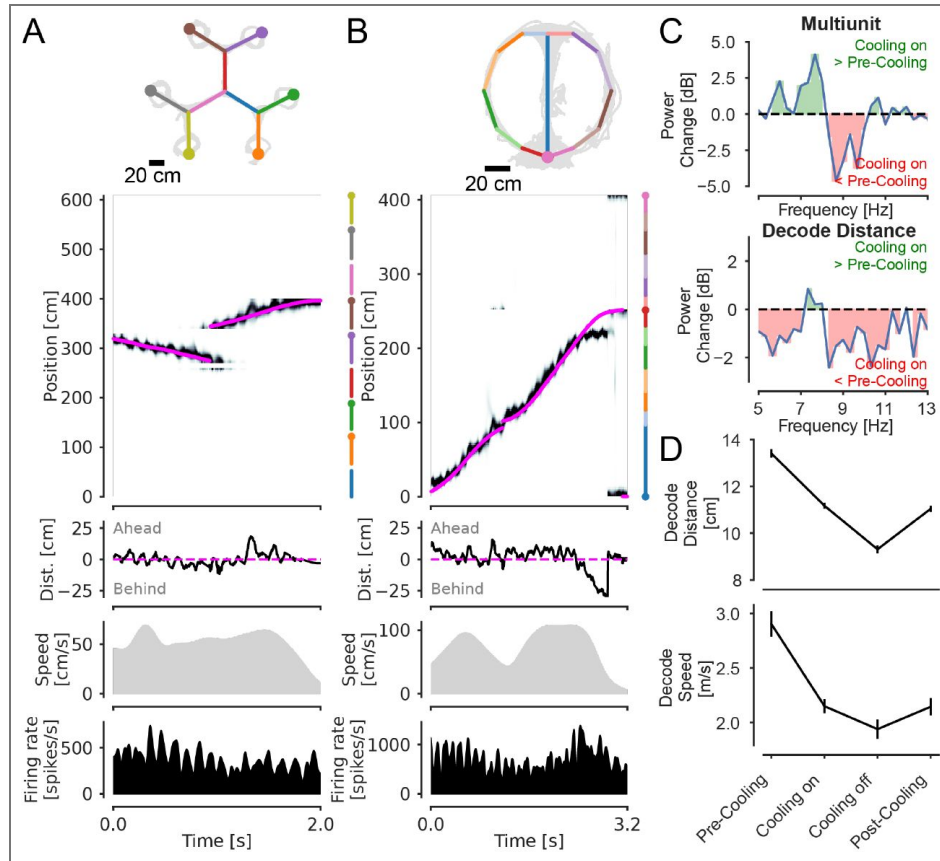 A
20 cm
Position [cm]
600
500
400
300
200
100
0
Dist. [cm]
25
0
−25
Ahead
Behind
Speed
[cm/s]
50
0
Firing rate
[spikes/s]
500
0
0.0
2.0
Time [s]
B
20 cm
Position [cm]
400
300
200
100
0
Dist. [cm]
25
0
−25
Ahead
Behind
Speed
[cm/s]
100
0
Firing rate
[spikes/s]
1000
0
0.0
3.2
Time [s]
C
Multiunit
Power
Change [dB]
5.0
2.5
0.0
−2.5
−5.0
Cooling on
> Pre-Cooling
Cooling on
< Pre-Cooling
Frequency [Hz]
Decode Distance
Power
Change [dB]
2
0
−2
Cooling on
> Pre-Cooling
Cooling on
< Pre-Cooling
5
7
9
11
13
Frequency [Hz]
D
Decode
Distance
[cm]
14
12
10
8
Decode
Speed
[m/s]
3.0
2.5
2.0
Pre-Cooling
Cooling on
Cooling off
Post-Cooling